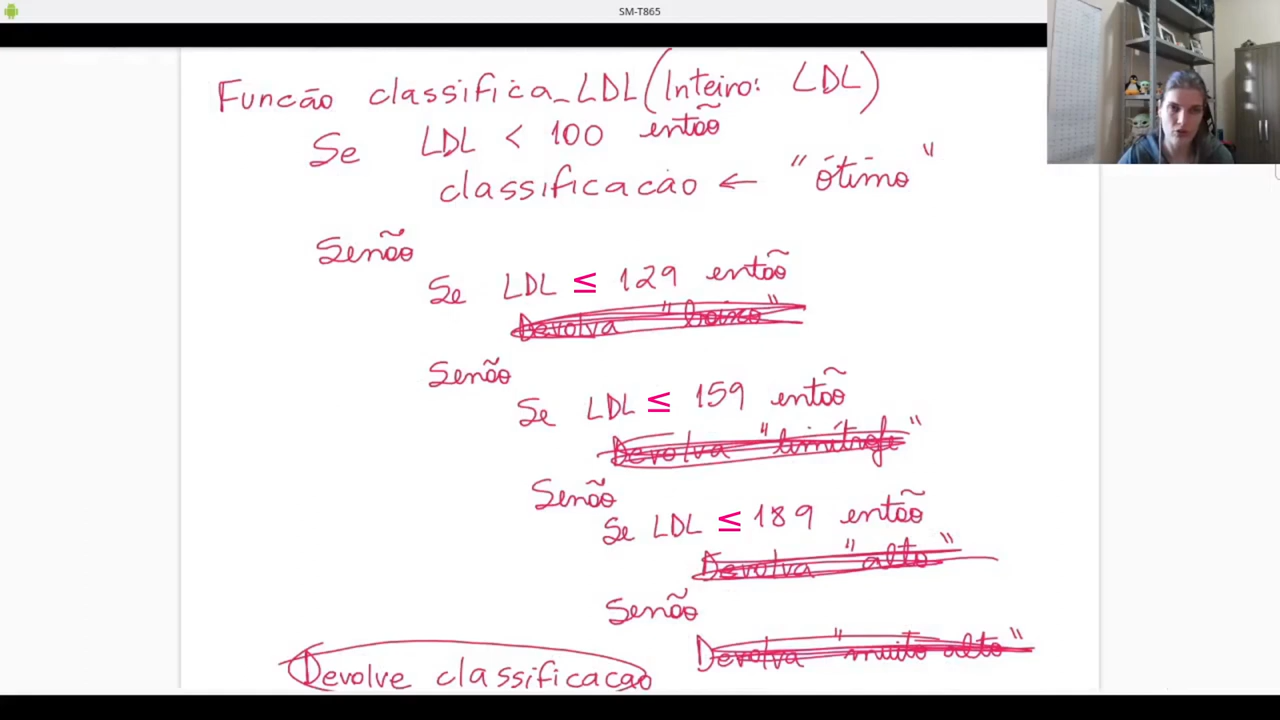 SM-T865
Funcão classifica_LDL(Inteiro: LDL)
Se LDL < 100 então
classificacão ← "ótimo"
Senão
Se LDL ≤ 129 então
Devolva "baixo"
Senão
Se LDL ≤ 159 então
Devolva "limítrofe"
Senão
Se LDL ≤ 189 então
Devolva "alto"
Senão
Devolva "muito alto"
Devolve classificacao